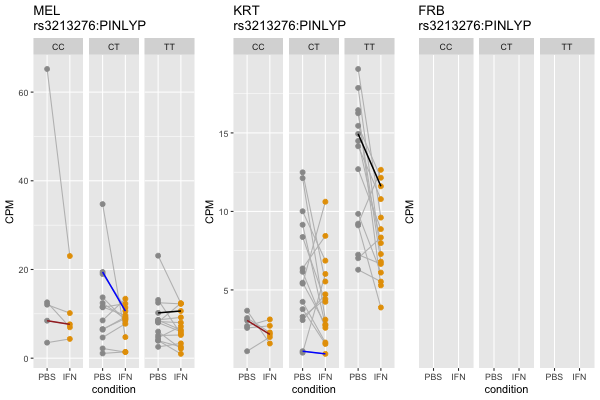 MEL
rs3213276:PINLYP
CC CT TT
CPM
60
40
20
0
PBS IFN PBS IFN PBS IFN
condition
KRT
rs3213276:PINLYP
CC CT TT
CPM
15
10
5
PBS IFN PBS IFN PBS IFN
condition
FRB
rs3213276:PINLYP
CC CT TT
CPM
PBS IFN PBS IFN PBS IFN
condition